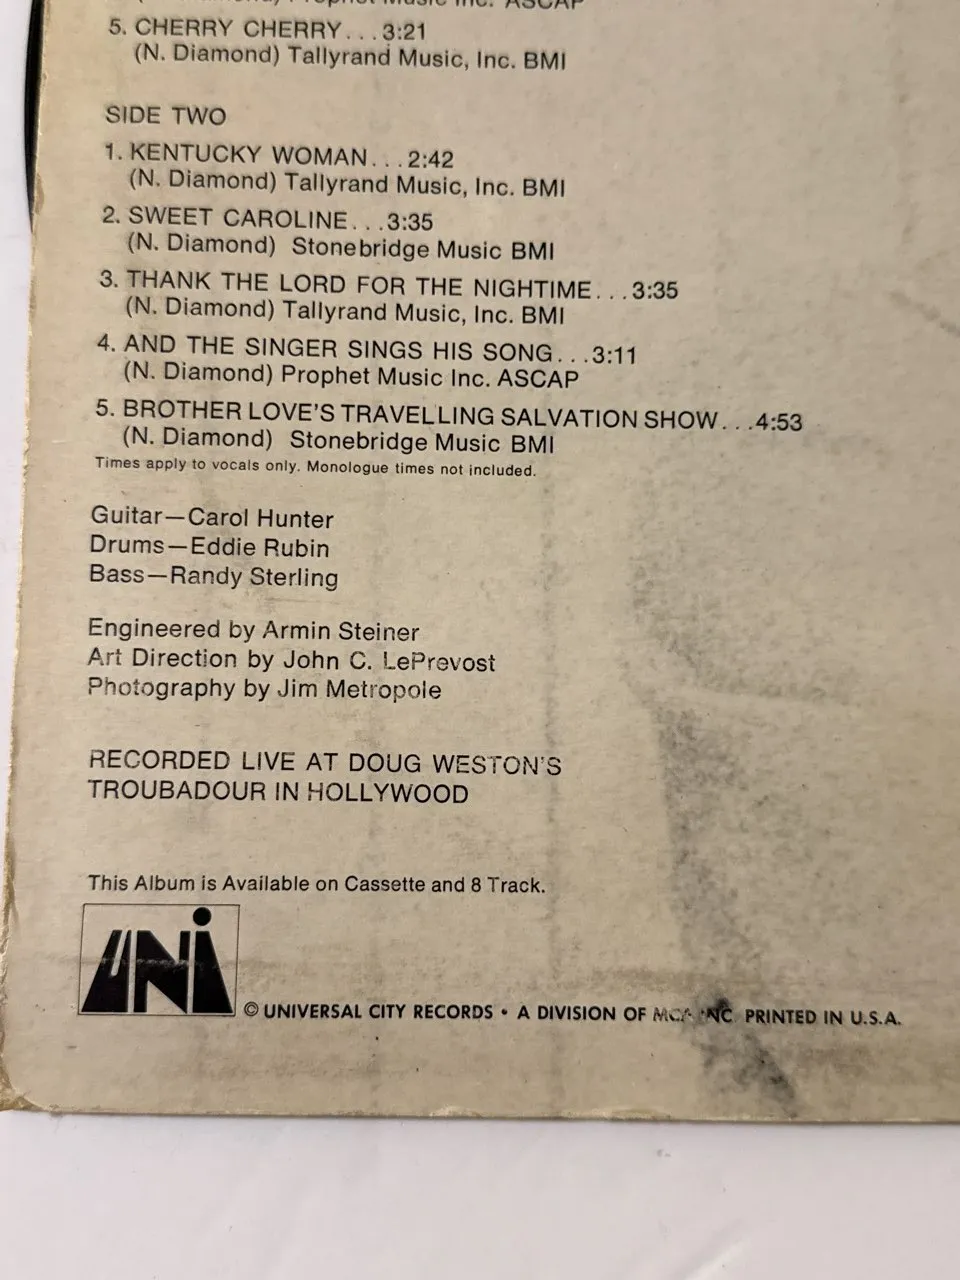 Prophet Music Inc. ASCAP
5. CHERRY CHERRY...3:21
(N. Diamond) Tallyrand Music, Inc. BMI
SIDE TWO
1. KENTUCKY WOMAN...2:42
(N. Diamond) Tallyrand Music, Inc. BMI
2. SWEET CAROLINE...3:35
(N. Diamond) Stonebridge Music BMI
3. THANK THE LORD FOR THE NIGHTIME...3:35
(N. Diamond) Tallyrand Music, Inc. BMI
4. AND THE SINGER SINGS HIS SONG...3:11
(N. Diamond) Prophet Music Inc. ASCAP
5. BROTHER LOVE'S TRAVELLING SALVATION SHOW...4:53
(N. Diamond) Stonebridge Music BMI
Times apply to vocals only. Monologue times not included.
Guitar—Carol Hunter
Drums—Eddie Rubin
Bass—Randy Sterling
Engineered by Armin Steiner
Art Direction by John C. LePrevost
Photography by Jim Metropole
RECORDED LIVE AT DOUG WESTON'S
TROUBADOUR IN HOLLYWOOD
This Album is Available on Cassette and 8 Track.
UNI
© UNIVERSAL CITY RECORDS • A DIVISION OF MCA INC. PRINTED IN U.S.A.